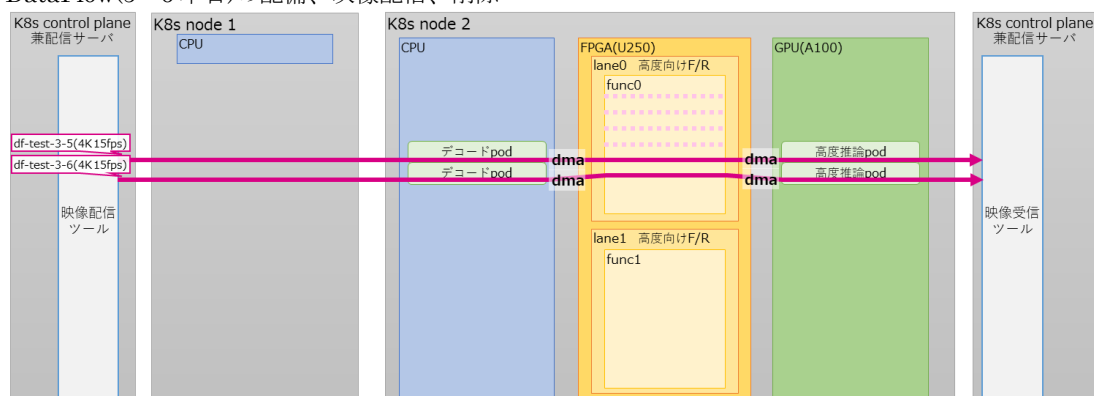 DataFlow(5~6本目)の配備、映像配信、削除
K8s control plane
兼配信サーバ
K8s node 1
CPU
K8s node 2
CPU
FPGA(U250)
lane0 高度向けF/R
func0
GPU(A100)
K8s control plane
兼配信サーバ
df-test-3-5(4K15fps)
デコードpod
dma
dma
高度推論pod
df-test-3-6(4K15fps)
デコードpod
dma
dma
高度推論pod
映像配信
ツール
映像受信
ツール
lane1 高度向けF/R
func1